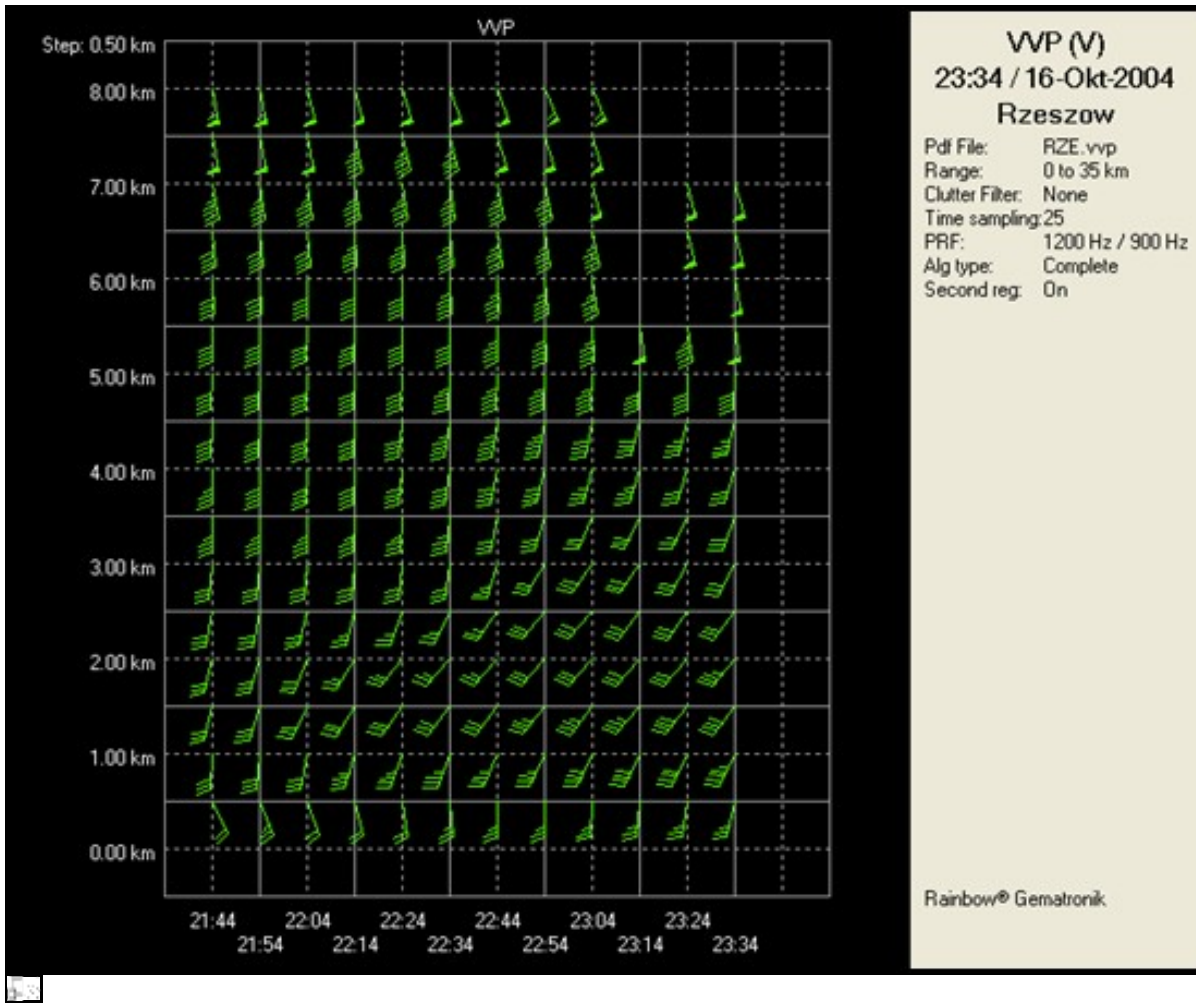 VVP
Step: 0.50 km
8.00 km
7.00 km
6.00 km
5.00 km
4.00 km
3.00 km
2.00 km
1.00 km
0.00 km
21:44 22:04 22:24 22:44 23:04 23:24
21:54 22:14 22:34 22:54 23:14 23:34
VVP (V)
23:34 / 16-Okt-2004
Rzeszow
Pdf File: RZE.vvp
Range: 0 to 35 km
Clutter Filter: None
Time sampling:25
PRF: 1200 Hz / 900 Hz
Alg type: Complete
Second reg: On
Rainbow® Gematronik